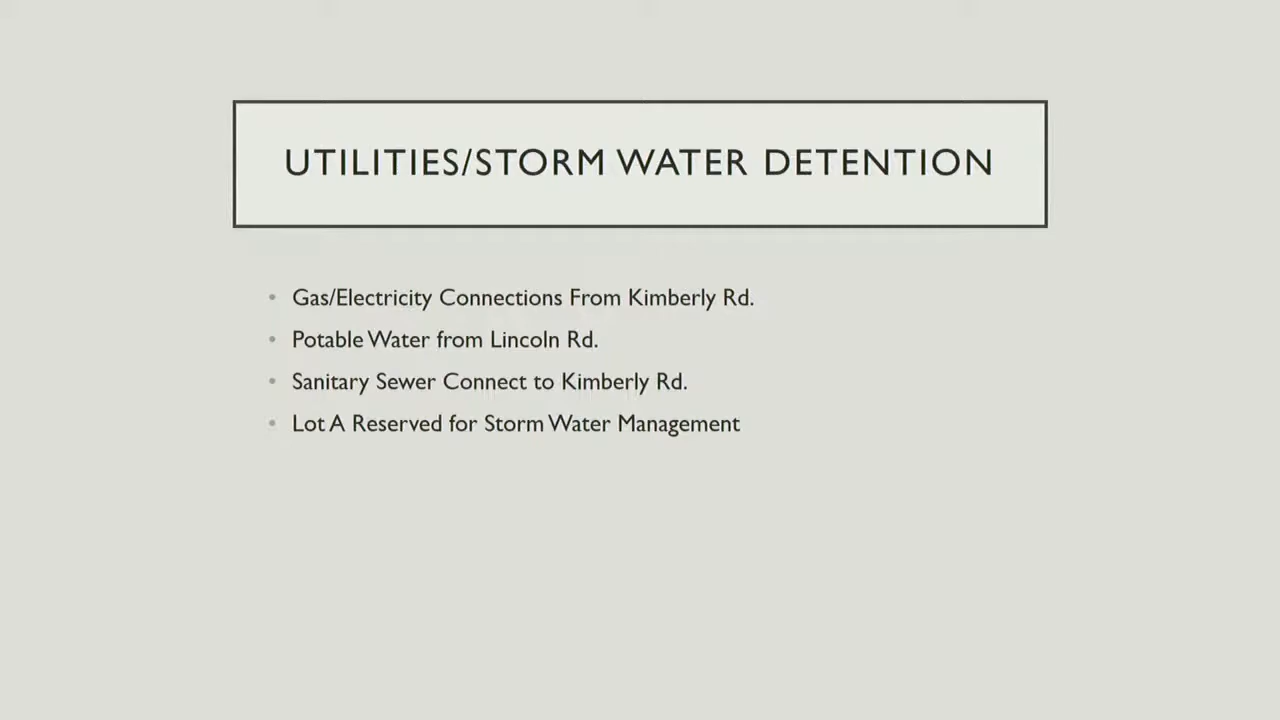 UTILITIES/STORM WATER DETENTION
• Gas/Electricity Connections From Kimberly Rd.
• Potable Water from Lincoln Rd.
• Sanitary Sewer Connect to Kimberly Rd.
• Lot A Reserved for Storm Water Management